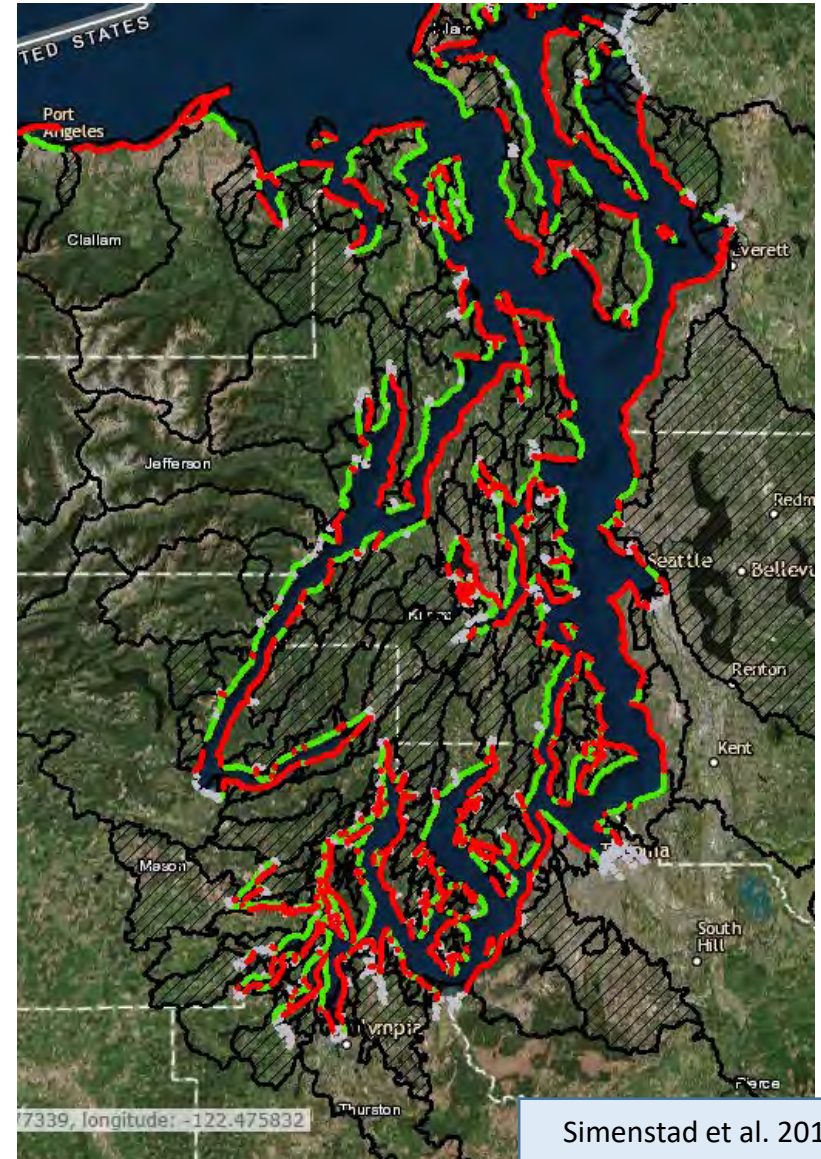 TED STATES
Port
Angeles
Clallam
Everett
Jefferson
Redm
Seattle
Bellevu
Renton
Kent
Mason
South
Hill
Pierce
Thurston
77339, longitude: -122.475832
Simenstad et al. 201